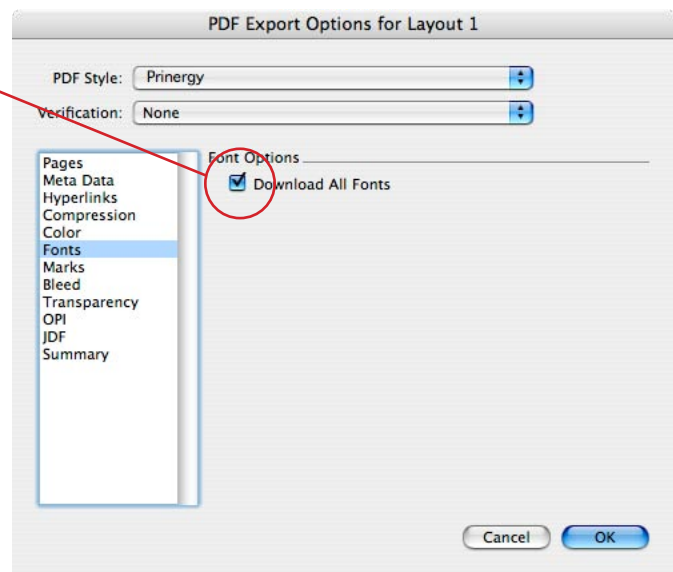 PDF Export Options for Layout 1
PDF Style: Prinergy
Verification: None
Pages
Meta Data
Hyperlinks
Compression
Color
Fonts
Marks
Bleed
Transparency
OPI
JDF
Summary
Font Options
Download All Fonts
Cancel OK